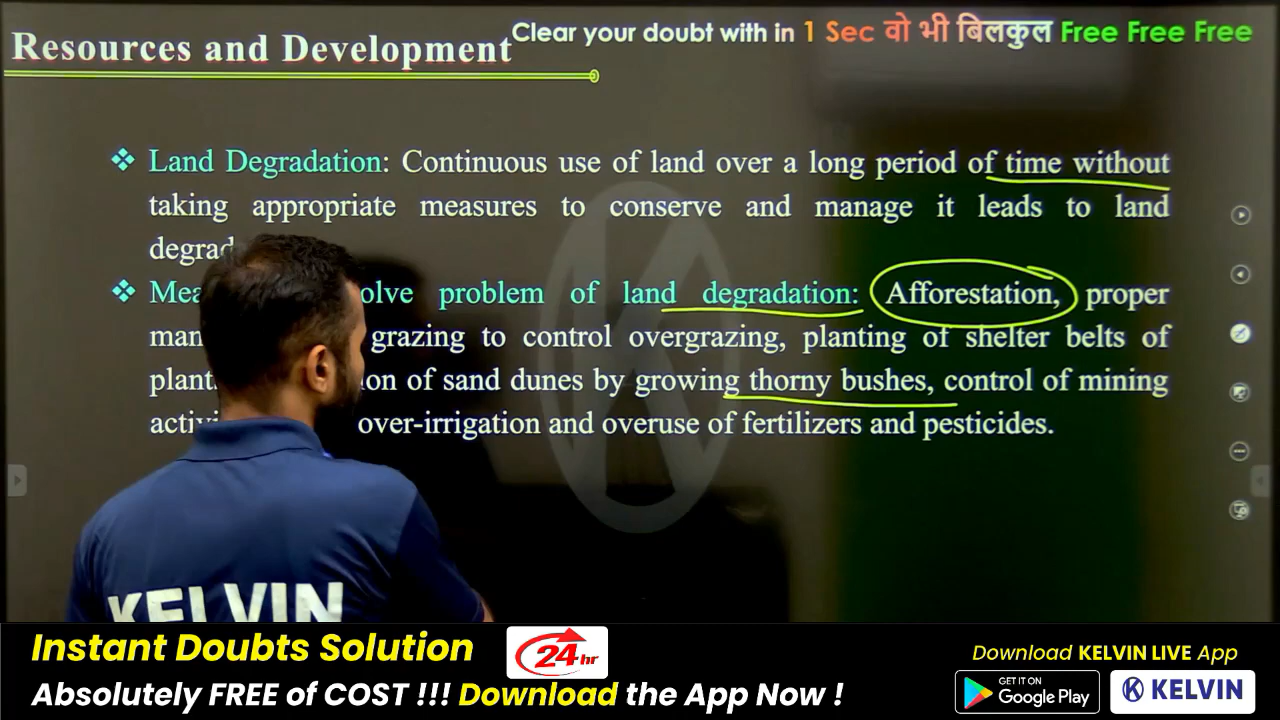 Resources and Development
Clear your doubt with in 1 Sec वो भी बिलकुल Free Free Free
❖ Land Degradation: Continuous use of land over a long period of time without
taking appropriate measures to conserve and manage it leads to land
degrad
❖ Mea olve problem of land degradation: Afforestation, proper
man grazing to control overgrazing, planting of shelter belts of
plant ion of sand dunes by growing thorny bushes, control of mining
activi over-irrigation and overuse of fertilizers and pesticides.
KELVIN
Instant Doubts Solution
24 hr
Download KELVIN LIVE App
Absolutely FREE of COST !!! Download the App Now !
GET IT ON
Google Play
KELVIN